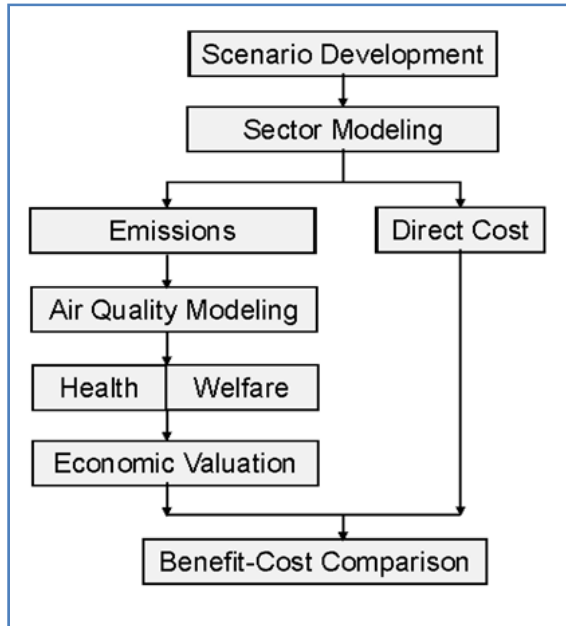 Scenario Development
Sector Modeling
Emissions
Direct Cost
Air Quality Modeling
Health
Welfare
Economic Valuation
Benefit-Cost Comparison